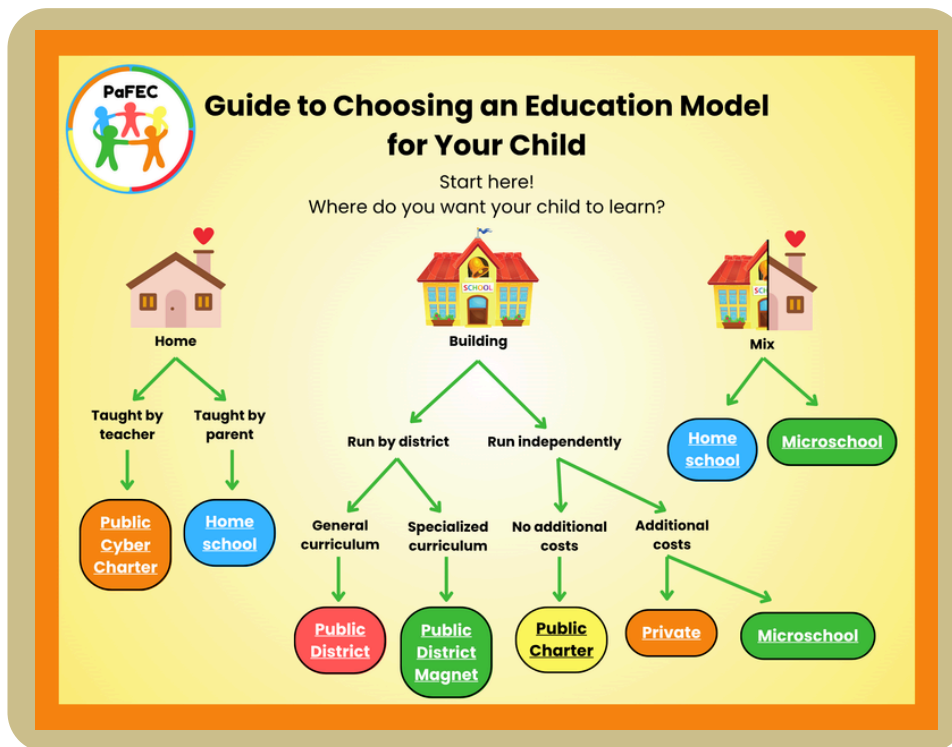 PaFEC
Guide to Choosing an Education Model
for Your Child
Start here!
Where do you want your child to learn?
SCHOOL
SCH
Home
Building
Mix
Taught by
teacher
Taught by
parent
Run by district
Run independently
Home
school
Microschool
Public
Cyber
Charter
Home
school
General
curriculum
Specialized
curriculum
No additional
costs
Additional
costs
Public
District
Public
District
Magnet
Public
Charter
Private
Microschool